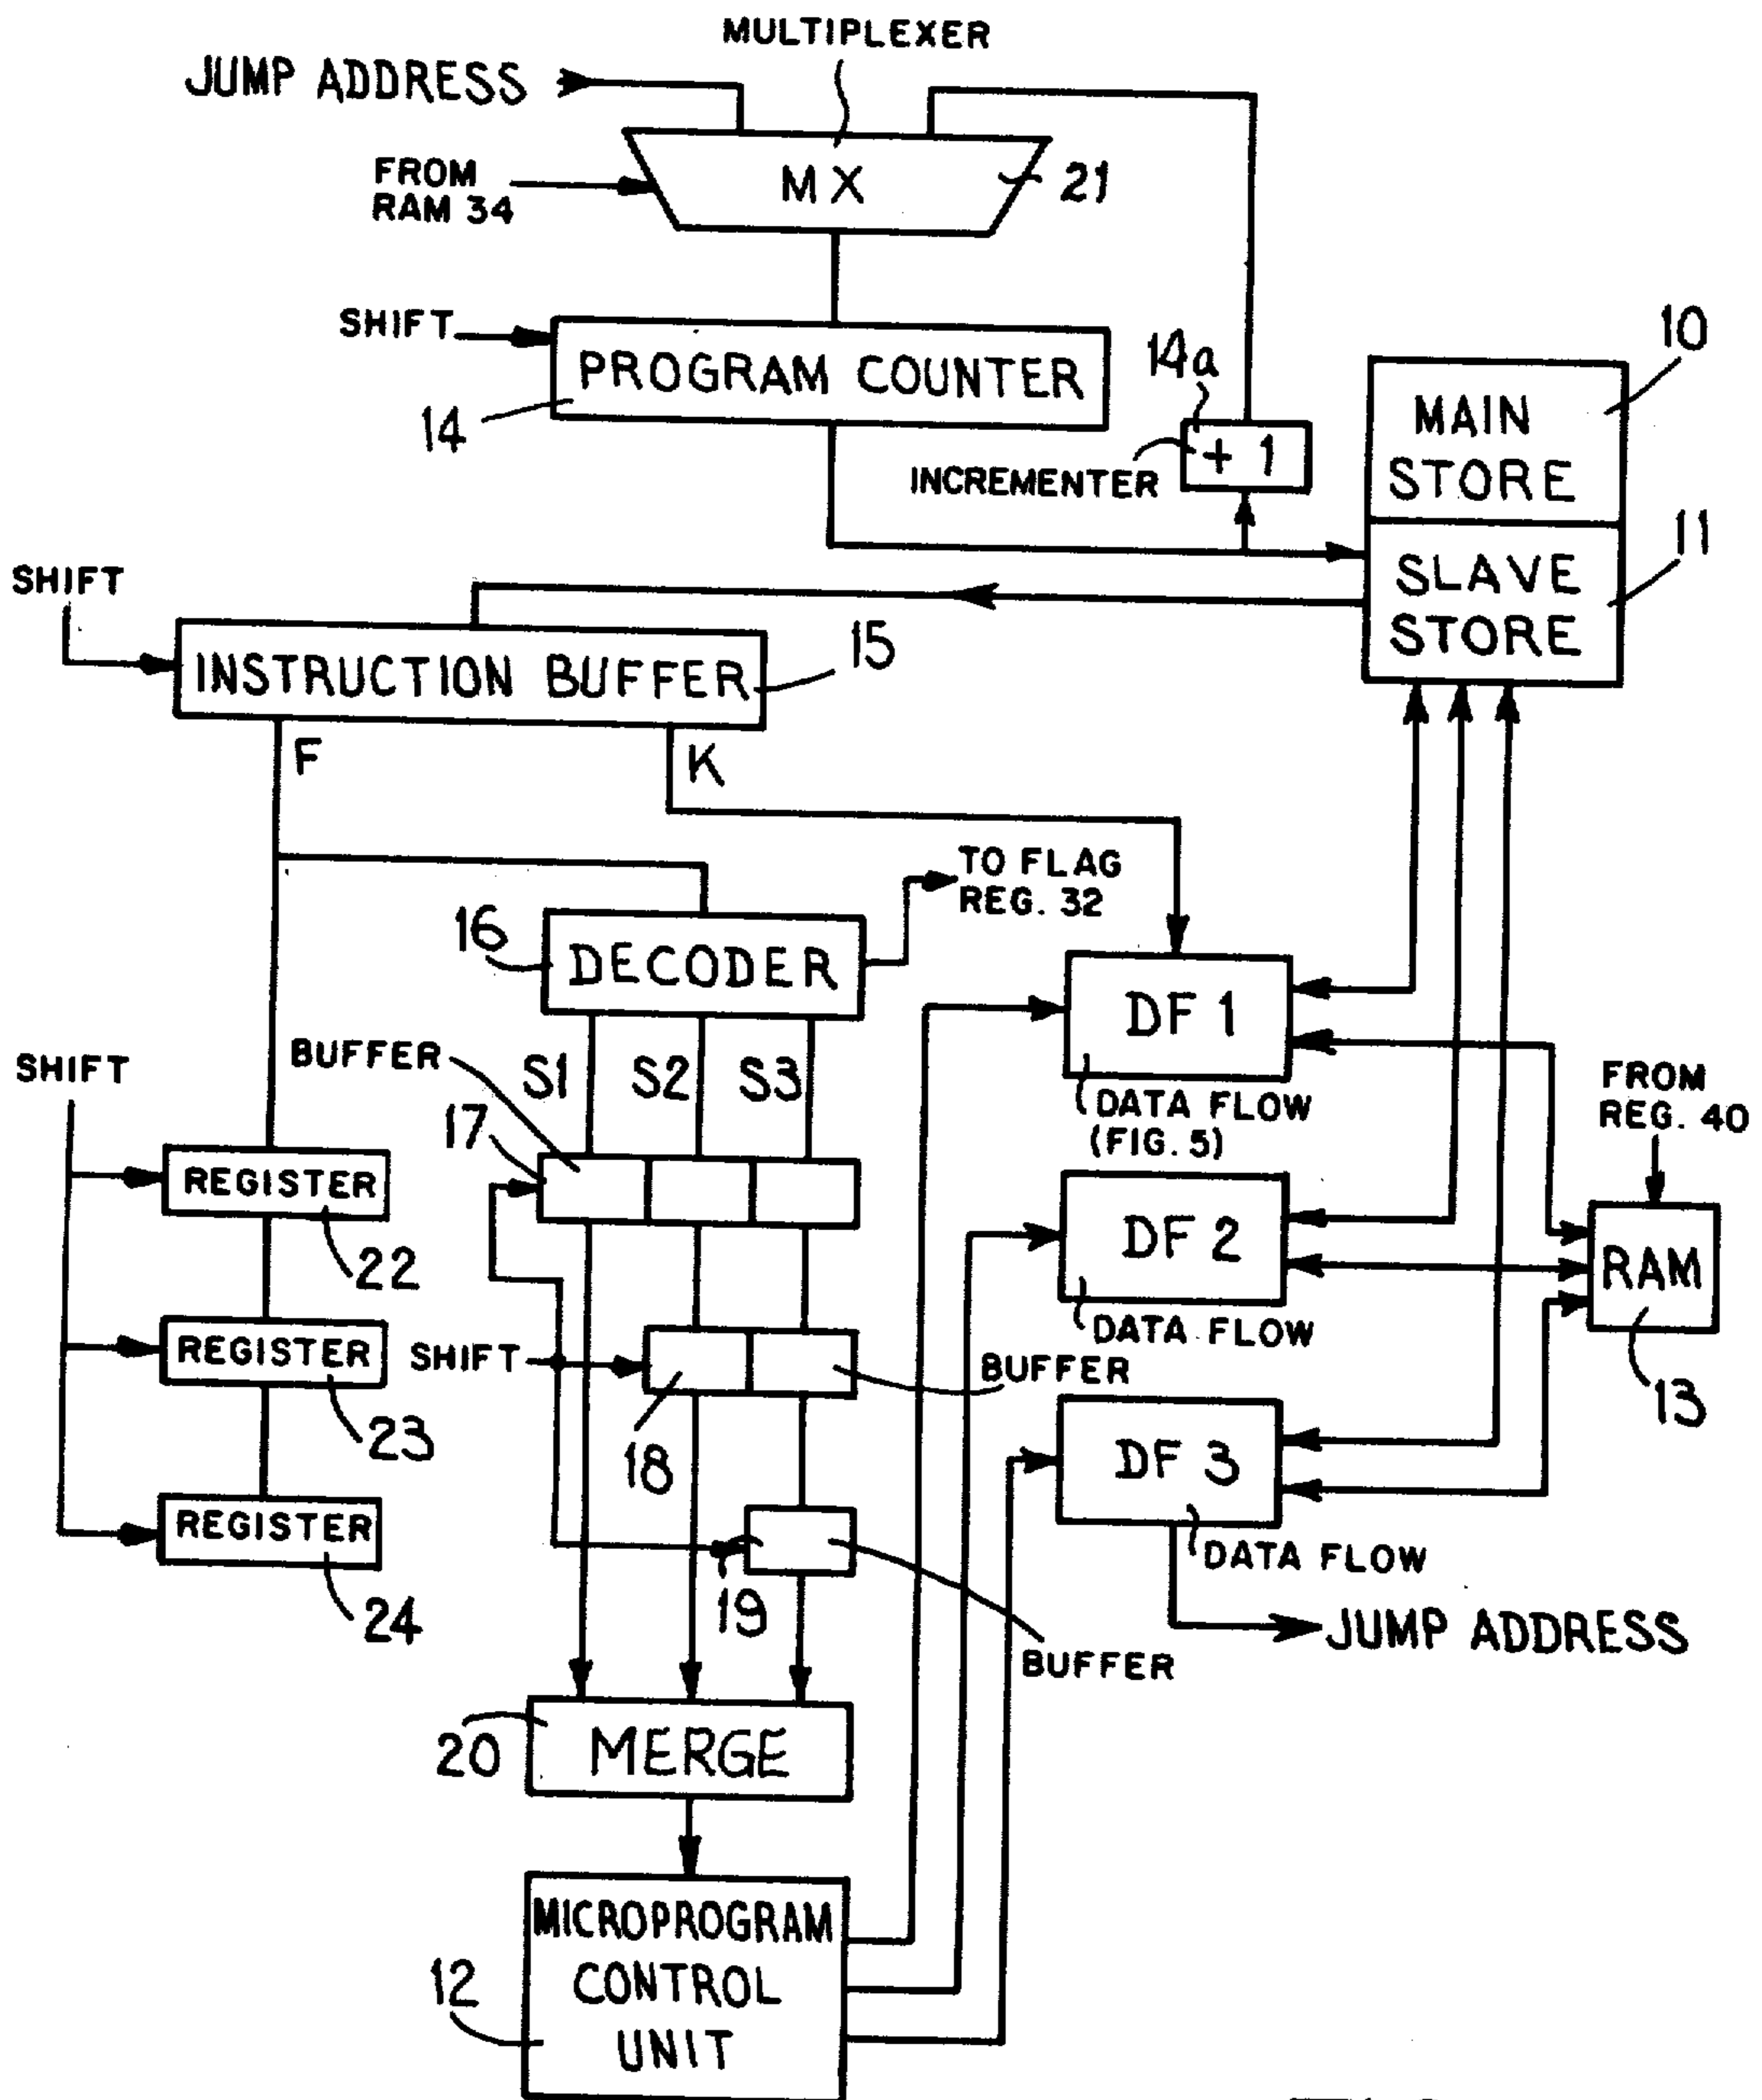 MULTIPLEXER
JUMP ADDRESS
FROM
RAM 34
MX
21
SHIFT
PROGRAM COUNTER
14
14a
+ 1
INCREMENTER
10
MAIN
STORE
11
SLAVE
STORE
SHIFT
INSTRUCTION BUFFER
15
F
K
TO FLAG
REG. 32
16
DECODER
DF 1
DATA FLOW
(FIG. 5)
SHIFT
BUFFER
S1
S2
S3
17
FROM
REG. 40
REGISTER
22
DF 2
DATA FLOW
RAM
13
REGISTER
23
SHIFT
18
BUFFER
DF 3
DATA FLOW
REGISTER
24
19
BUFFER
JUMP ADDRESS
20
MERGE
12
MICROPROGRAM
CONTROL
UNIT